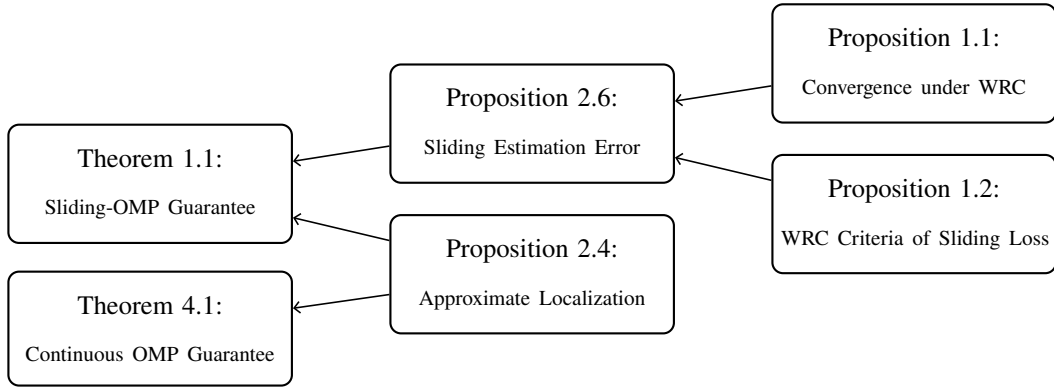 Proposition 1.1:
Convergence under WRC
Proposition 2.6:
Sliding Estimation Error
Theorem 1.1:
Sliding-OMP Guarantee
Proposition 1.2:
WRC Criteria of Sliding Loss
Proposition 2.4:
Approximate Localization
Theorem 4.1:
Continuous OMP Guarantee